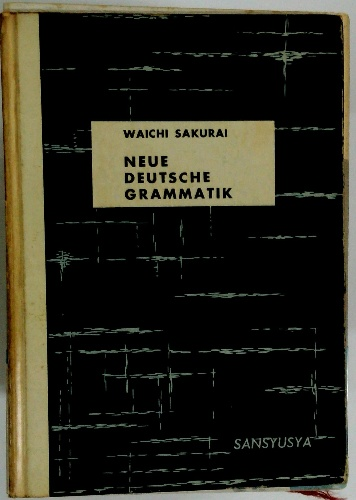 WAICHI SAKURAI
NEUE
DEUTSCHE
GRAMMATIK
SANSYUSYA